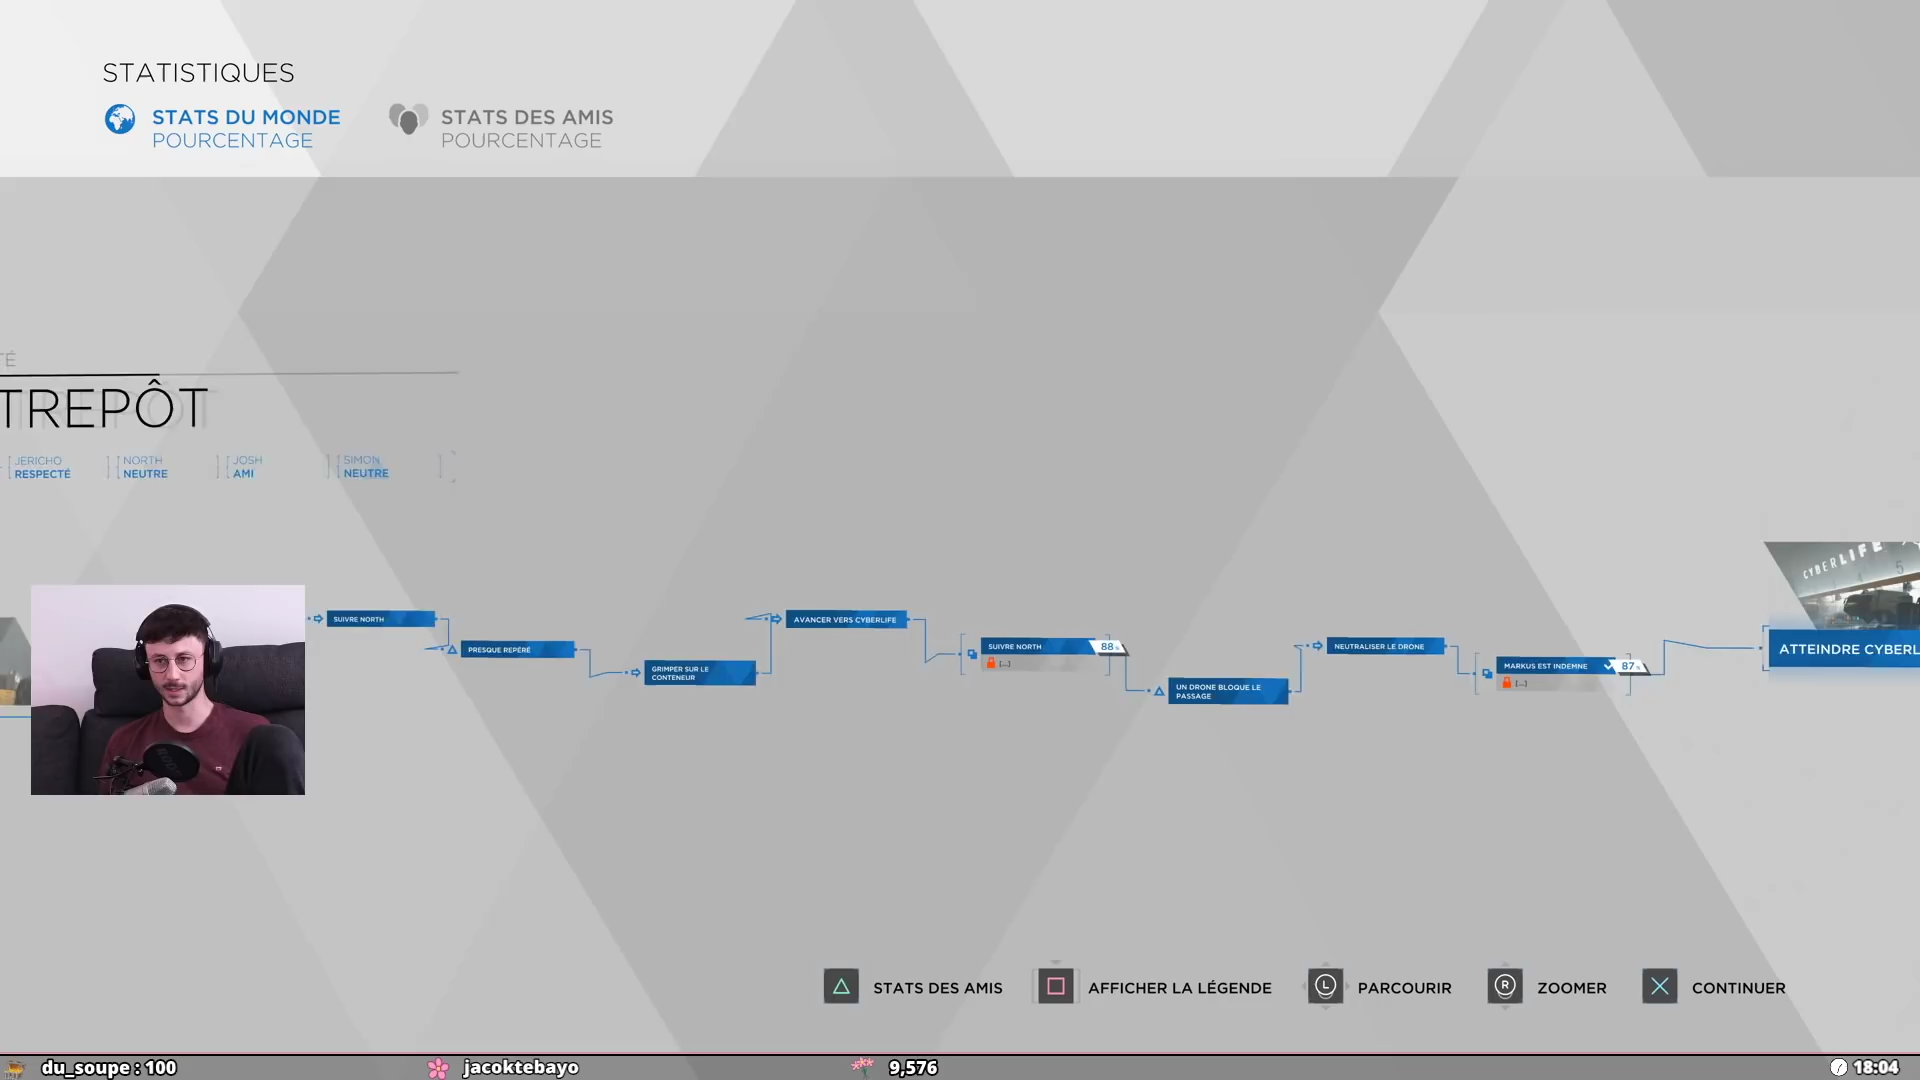 STATISTIQUES
STATS DU MONDE
POURCENTAGE
STATS DES AMIS
POURCENTAGE
TÉ
TREPÔT
JERICHO
RESPECTÉ
NORTH
NEUTRE
JOSH
AMI
SIMON
NEUTRE
SUIVRE NORTH
PRESQUE REPÉRÉ
GRIMPER SUR LE
CONTENEUR
AVANCER VERS CYBERLIFE
SUIVRE NORTH
88%
[...]
UN DRONE BLOQUE LE
PASSAGE
NEUTRALISER LE DRONE
MARKUS EST INDEMNE
87%
[...]
CYBERLIFE
5
ATTEINDRE CYBERL
STATS DES AMIS
AFFICHER LA LÉGENDE
L
PARCOURIR
R
ZOOMER
CONTINUER
du_soupe : 100
jacoktebayo
9,576
18:04